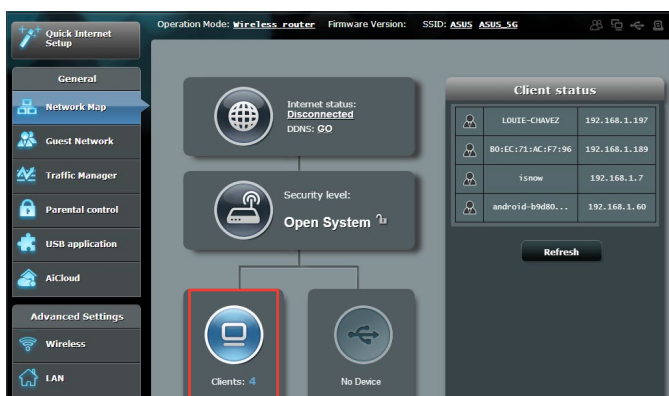 Quick Internet
Setup
Operation Mode: Wireless router Firmware Version: SSID: ASUS ASUS_5G
General
Network Map
Guest Network
Traffic Manager
Parental control
USB application
AiCloud
Advanced Settings
Wireless
LAN
Internet status:
Disconnected
DDNS: GO
Security level:
Open System
Clients: 4
No Device
Client status
LOUIE-CHAVEZ 192.168.1.197
80:EC:71:AC:F7:96 192.168.1.189
isnow 192.168.1.7
android-b9d80... 192.168.1.60
Refresh